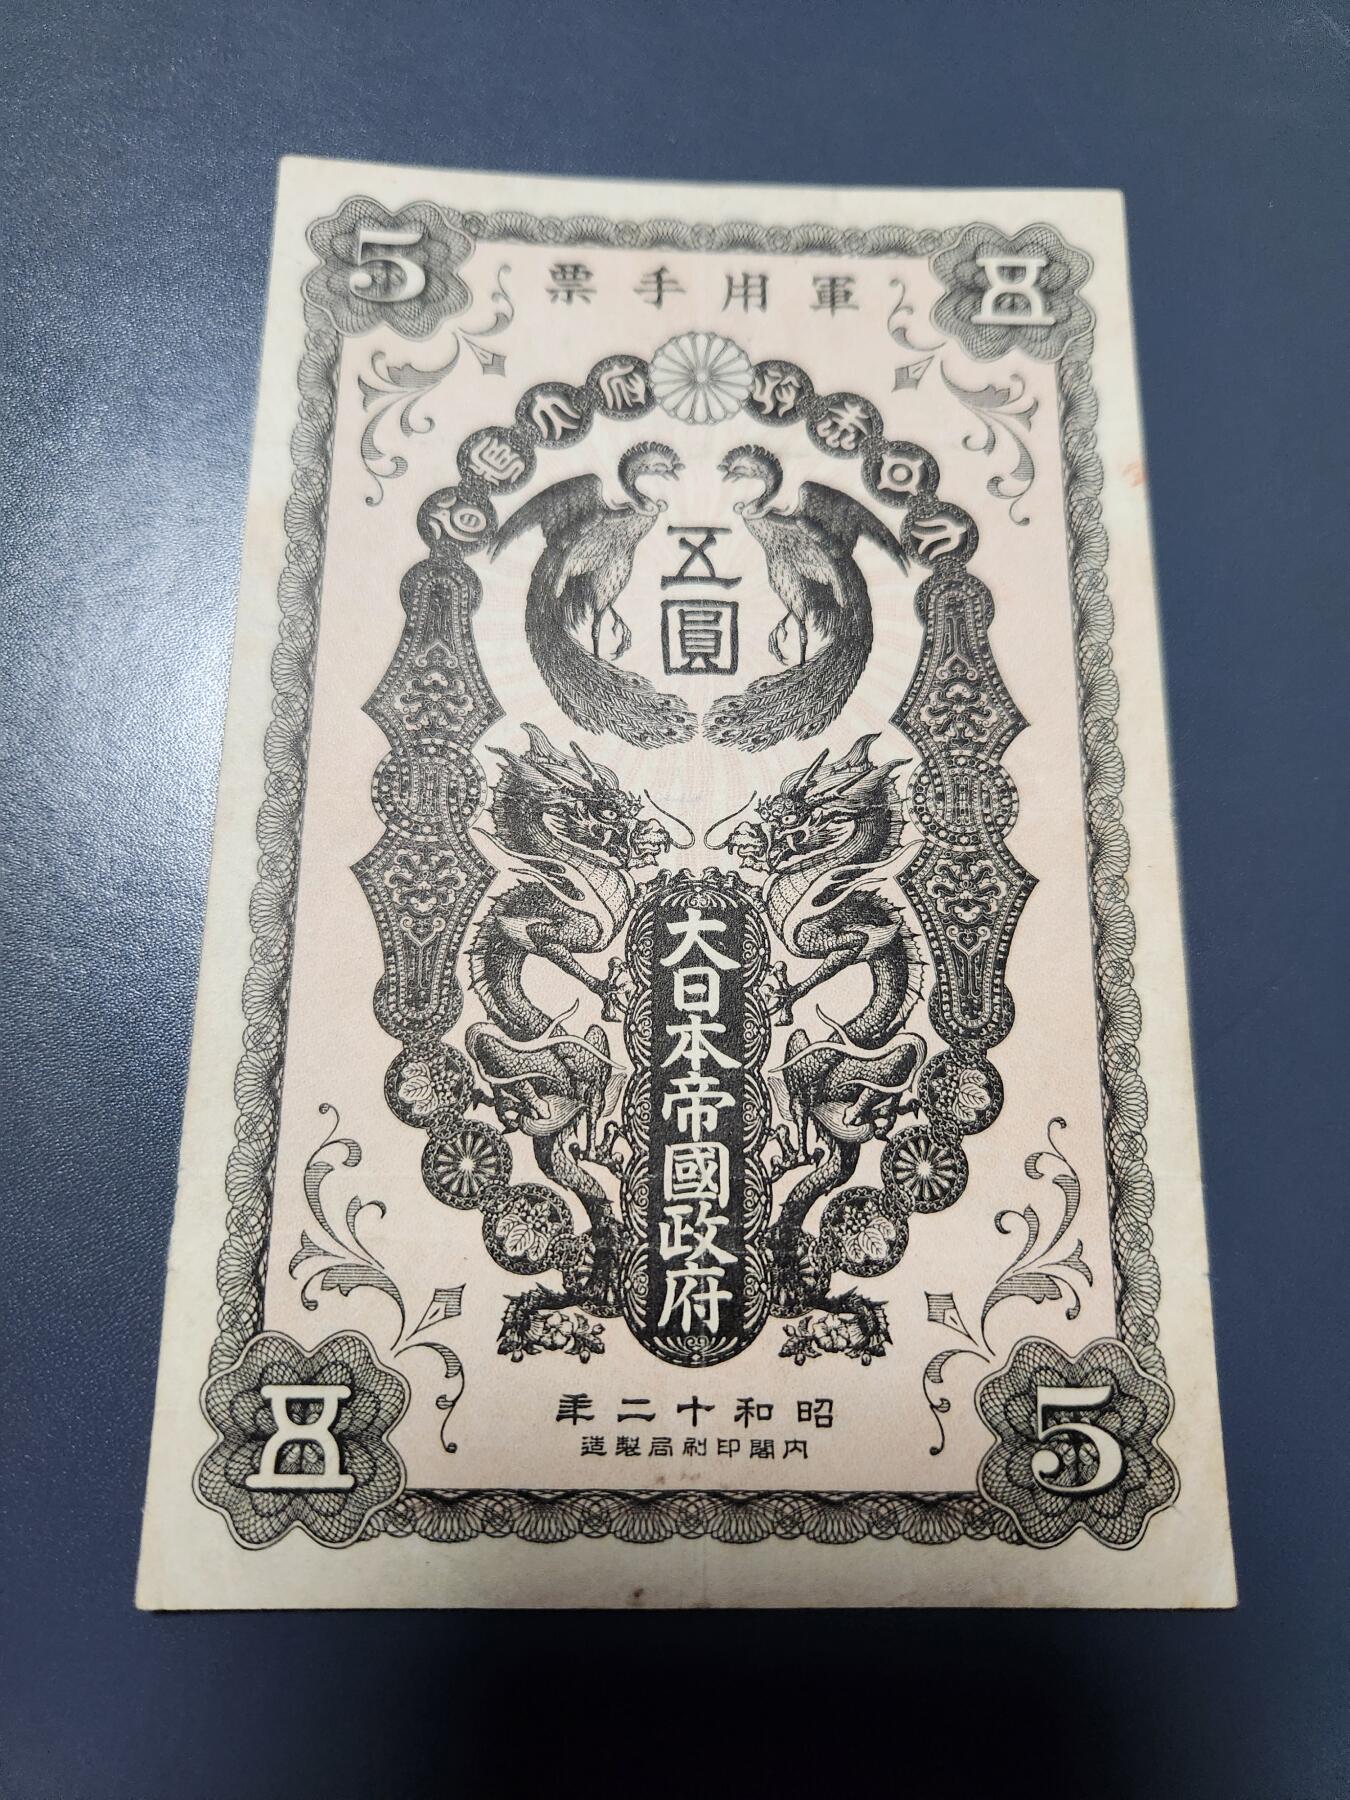 5
五
軍用手票
五圓
大日本帝國政府
昭和十二年
内閣印刷局製造
五
5